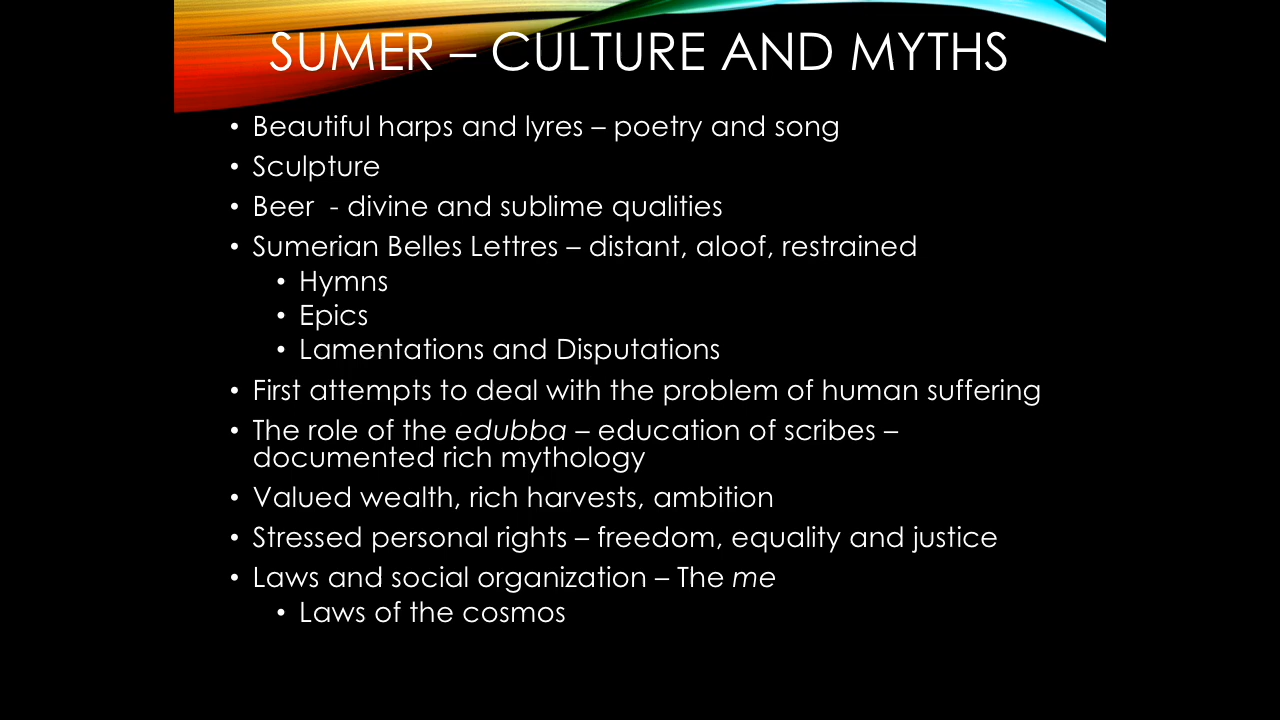 SUMER – CULTURE AND MYTHS
• Beautiful harps and lyres – poetry and song
• Sculpture
• Beer  - divine and sublime qualities
• Sumerian Belles Lettres – distant, aloof, restrained
• Hymns
• Epics
• Lamentations and Disputations
• First attempts to deal with the problem of human suffering
• The role of the edubba – education of scribes –
documented rich mythology
• Valued wealth, rich harvests, ambition
• Stressed personal rights – freedom, equality and justice
• Laws and social organization – The me
• Laws of the cosmos